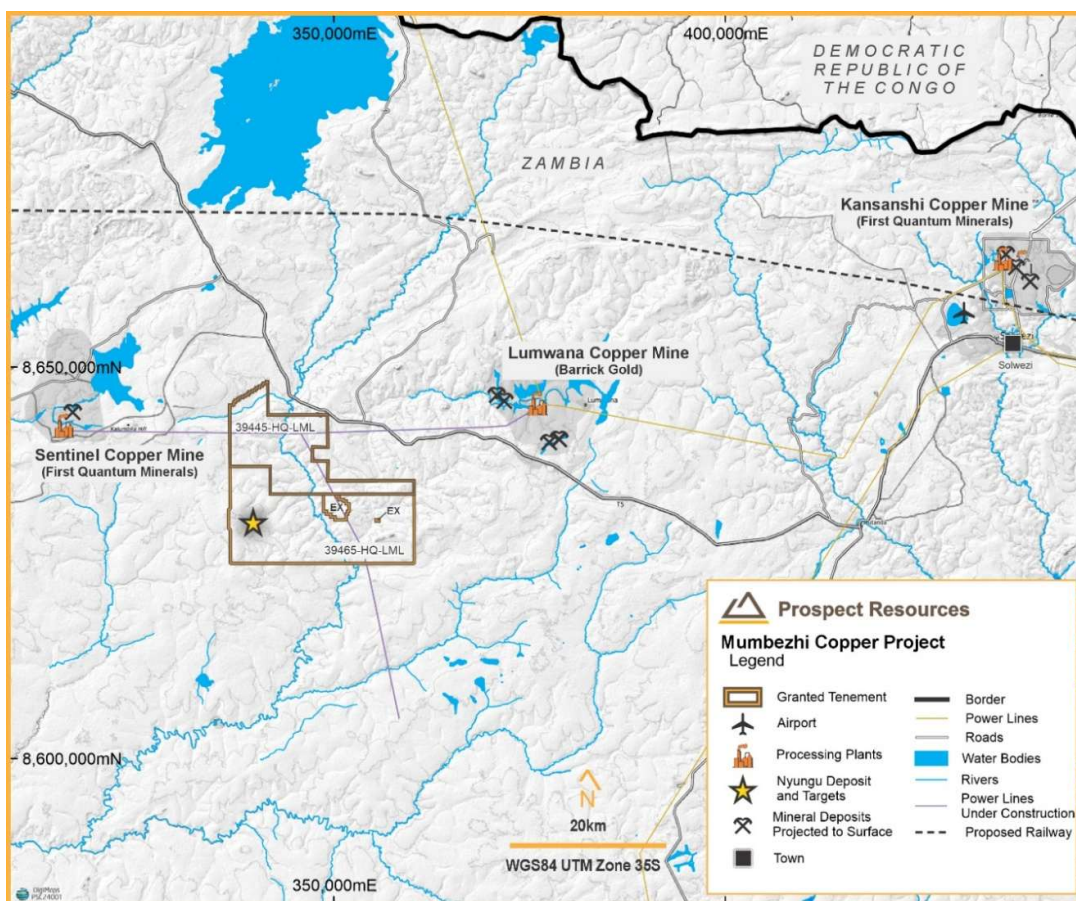 350,000mE
400,000mE
DEMOCRATIC
REPUBLIC OF
THE CONGO
ZAMBIA
Kansanshi Copper Mine
(First Quantum Minerals)
8,650,000mN
Lumwana Copper Mine
(Barrick Gold)
Solwezi
39445-HQ-LML
Sentinel Copper Mine
(First Quantum Minerals)
EX
EX
T5
39465-HQ-LML
8,600,000mN
N
20km
WGS84 UTM Zone 35S
350,000mE
Prospect Resources
Mumbezhi Copper Project
Legend
Granted Tenement
Airport
Processing Plants
Nyungu Deposit
and Targets
Mineral Deposits
Projected to Surface
Town
Border
Power Lines
Roads
Water Bodies
Rivers
Power Lines
Under Construction
Proposed Railway